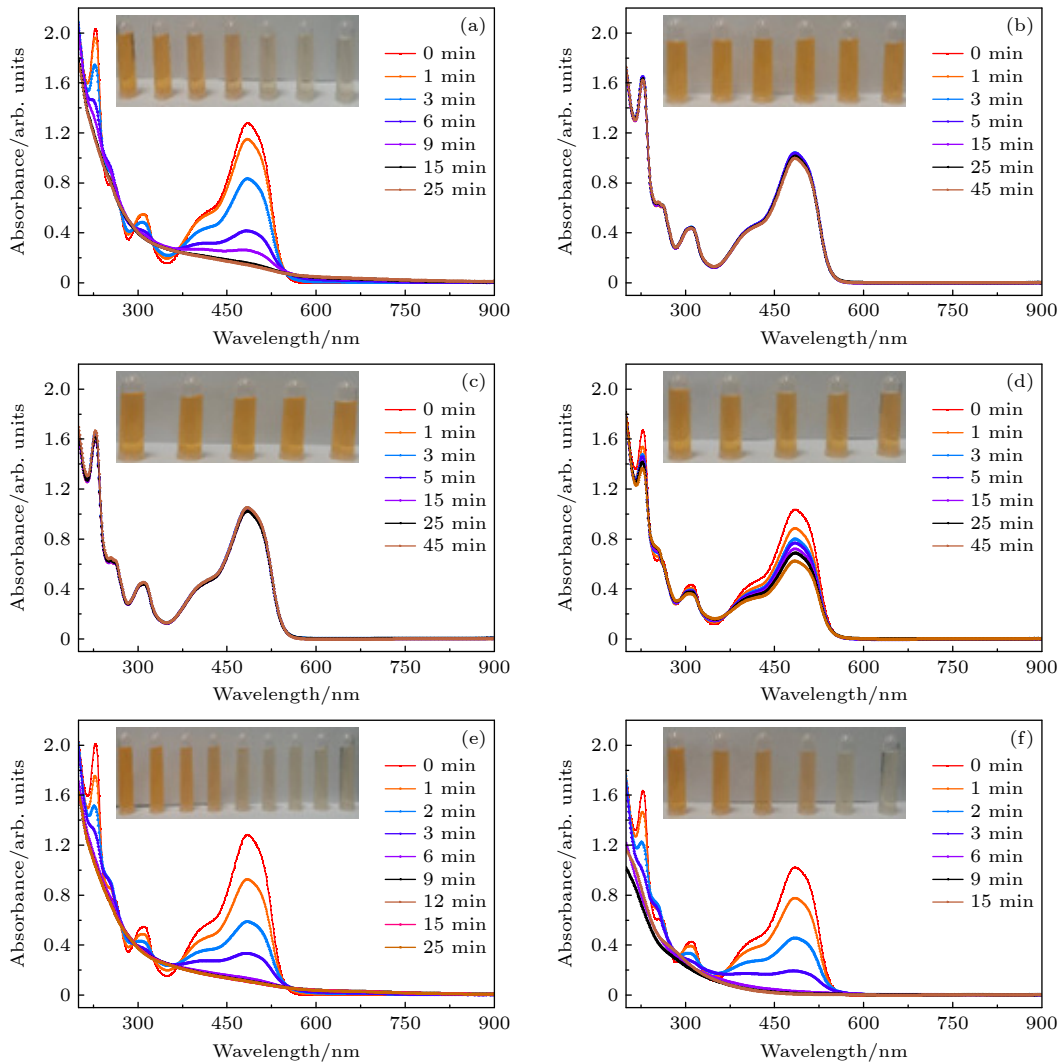 (a)
Absorbance/arb. units
2.0
1.6
1.2
0.8
0.4
0
0 min
1 min
3 min
6 min
9 min
15 min
25 min
300 450 600 750 900
Wavelength/nm
(b)
Absorbance/arb. units
2.0
1.6
1.2
0.8
0.4
0
0 min
1 min
3 min
5 min
15 min
25 min
45 min
300 450 600 750 900
Wavelength/nm
(c)
Absorbance/arb. units
2.0
1.6
1.2
0.8
0.4
0
0 min
1 min
3 min
5 min
15 min
25 min
45 min
300 450 600 750 900
Wavelength/nm
(d)
Absorbance/arb. units
2.0
1.6
1.2
0.8
0.4
0
0 min
1 min
3 min
5 min
15 min
25 min
45 min
300 450 600 750 900
Wavelength/nm
(e)
Absorbance/arb. units
2.0
1.6
1.2
0.8
0.4
0
0 min
1 min
2 min
3 min
6 min
9 min
12 min
15 min
25 min
300 450 600 750 900
Wavelength/nm
(f)
Absorbance/arb. units
2.0
1.6
1.2
0.8
0.4
0
0 min
1 min
2 min
3 min
6 min
9 min
15 min
300 450 600 750 900
Wavelength/nm